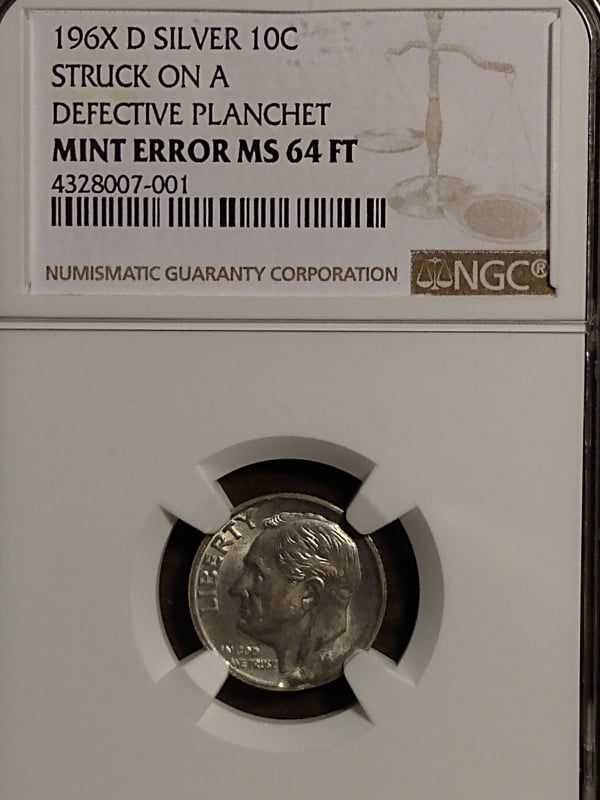 196X D SILVER 10C
STRUCK ON A
DEFECTIVE PLANCHET
MINT ERROR MS 64 FT
4328007-001
NUMISMATIC GUARANTY CORPORATION
NGC®
LIBERTY
IN GOD
WE TRUST